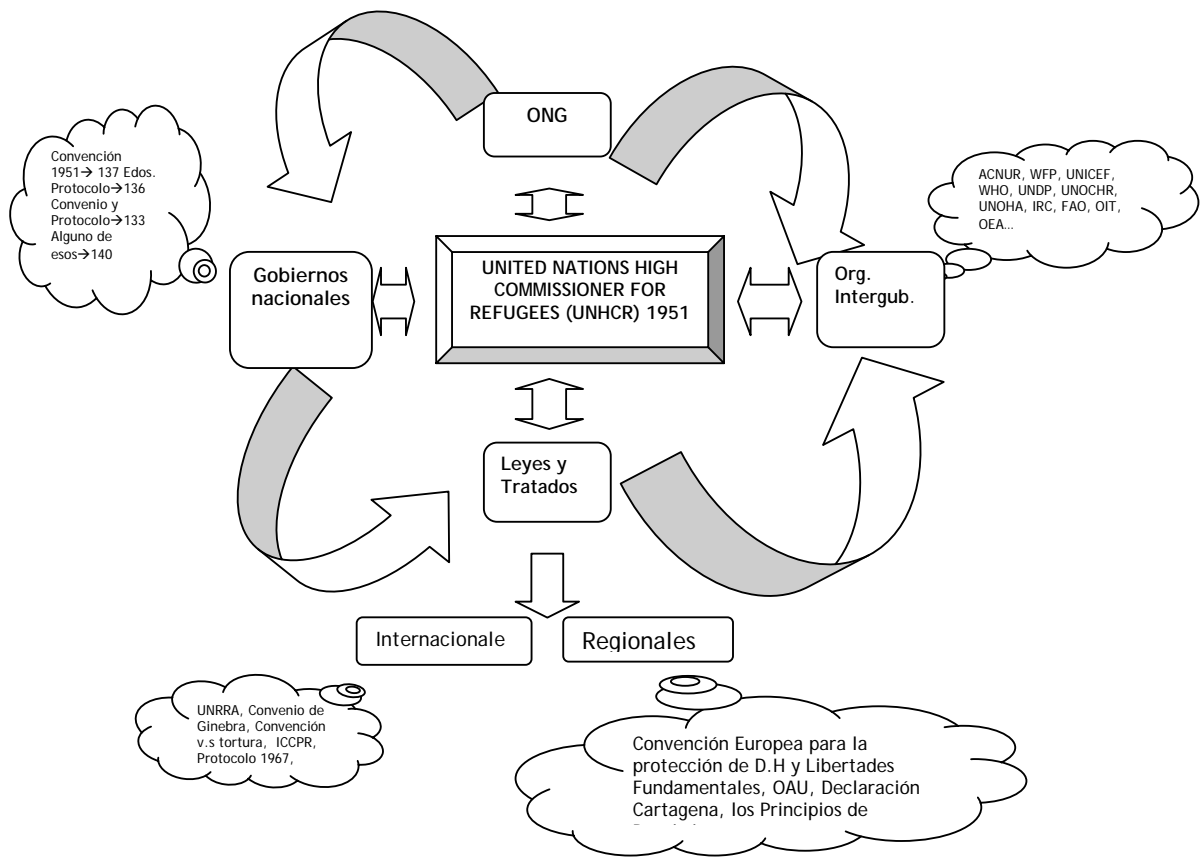 ONG
Convención
1951→ 137 Edos.
Protocolo→136
Convenio y
Protocolo→133
Alguno de
esos→140
ACNUR, WFP, UNICEF,
WHO, UNDP, UNOCHR,
UNOHA, IRC, FAO, OIT,
OEA...
Gobiernos
nacionales
UNITED NATIONS HIGH
COMMISSIONER FOR
REFUGEES (UNHCR) 1951
Org.
Intergub.
Leyes y
Tratados
Internacionale
Regionales
UNRRA, Convenio de
Ginebra, Convención
v.s tortura, ICCPR,
Protocolo 1967,
Convención Europea para la
protección de D.H y Libertades
Fundamentales, OAU, Declaración
Cartagena, los Principios de